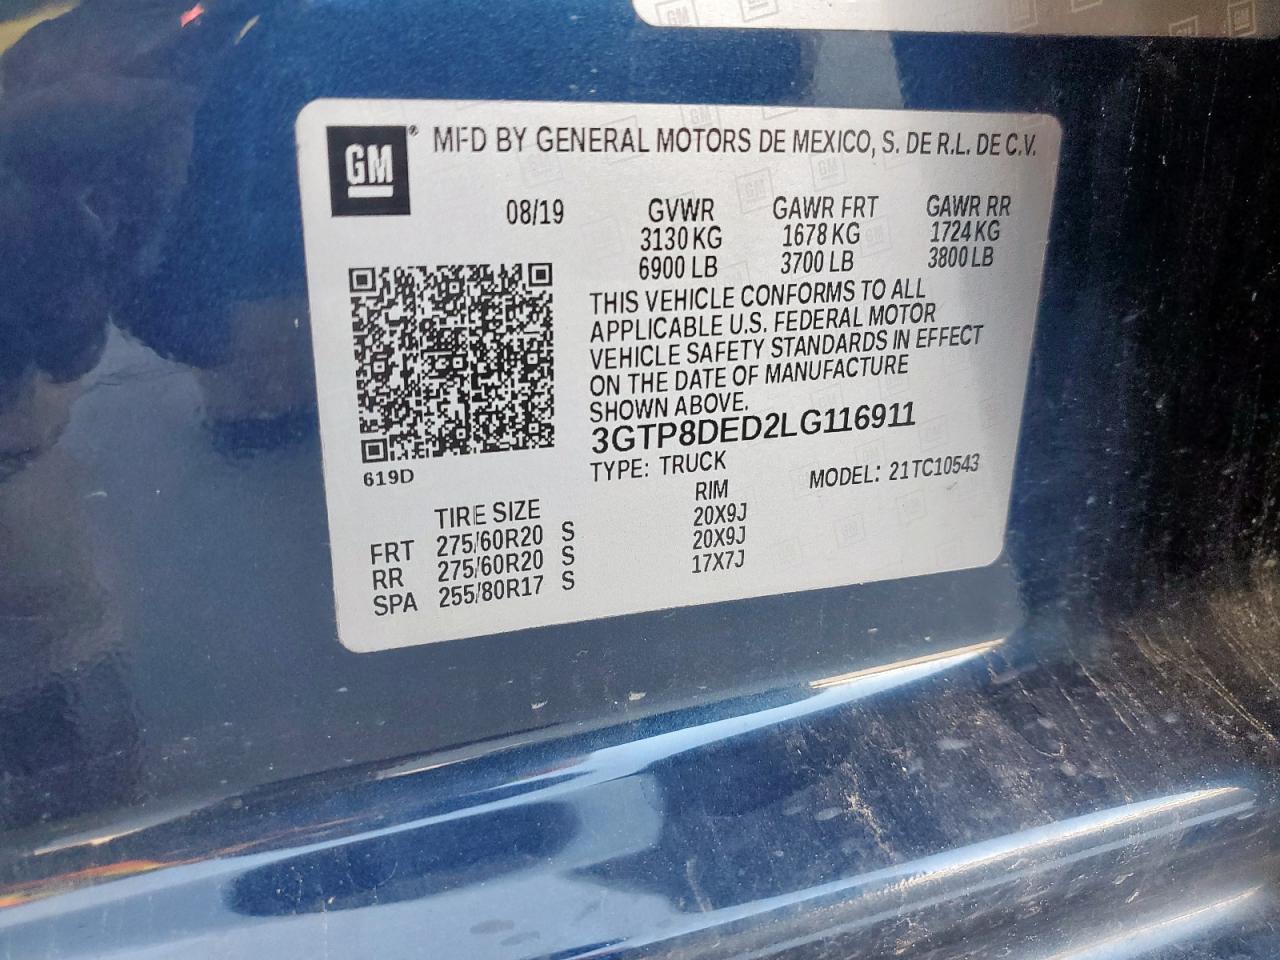 GM
MFD BY GENERAL MOTORS DE MEXICO, S. DE R.L. DE C.V.
08/19 GVWR GAWR FRT GAWR RR
3130 KG 1678 KG 1724 KG
6900 LB 3700 LB 3800 LB
THIS VEHICLE CONFORMS TO ALL
APPLICABLE U.S. FEDERAL MOTOR
VEHICLE SAFETY STANDARDS IN EFFECT
ON THE DATE OF MANUFACTURE
SHOWN ABOVE.
3GTP8DED2LG116911
619D
TYPE: TRUCK MODEL: 21TC10543
TIRE SIZE RIM
FRT 275/60R20 S 20X9J
RR 275/60R20 S 20X9J
SPA 255/80R17 S 17X7J